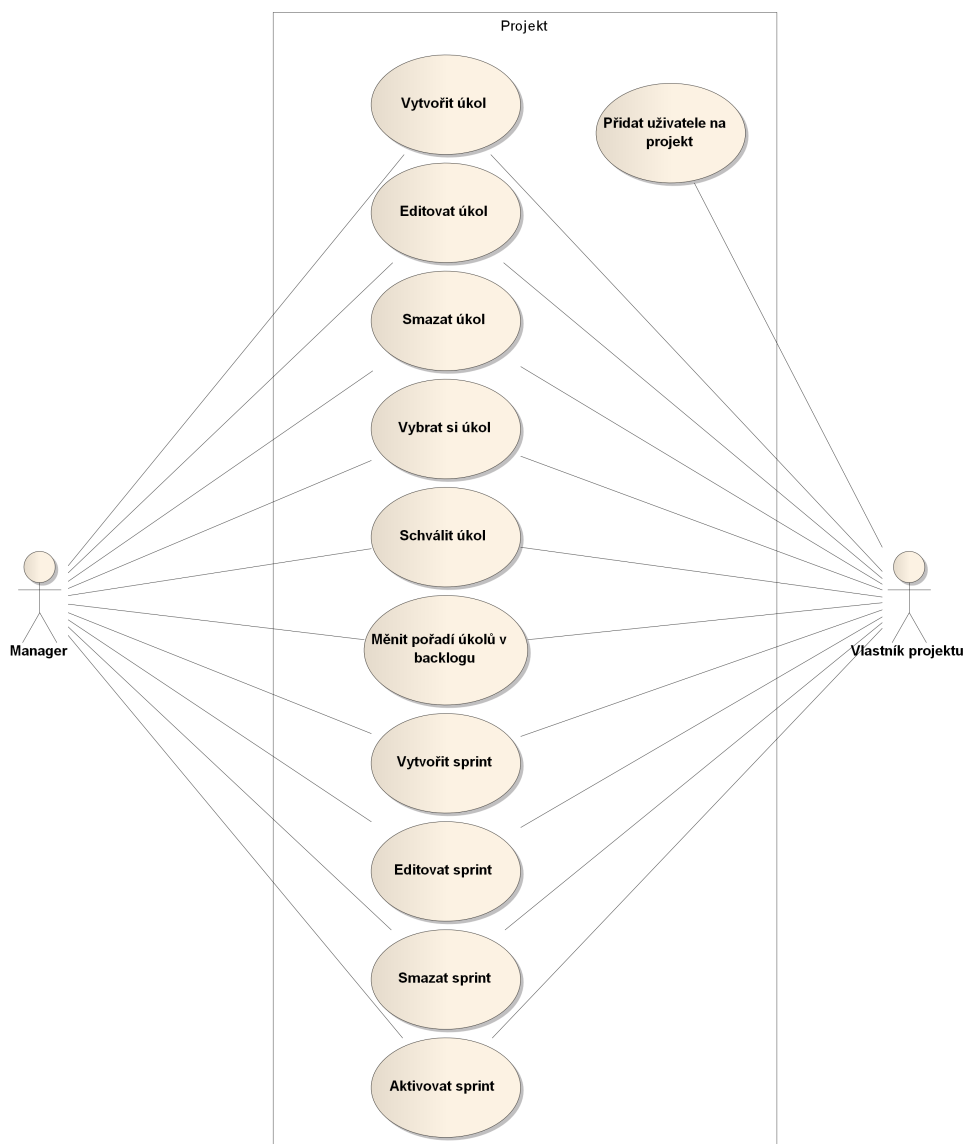 Projekt
Vytvořit úkol
Přidat uživatele na
projekt
Editovat úkol
Smazat úkol
Vybrat si úkol
Schválit úkol
Manager
Měnit pořadí úkolů v
backlogu
Vlastník projektu
Vytvořit sprint
Editovat sprint
Smazat sprint
Aktivovat sprint